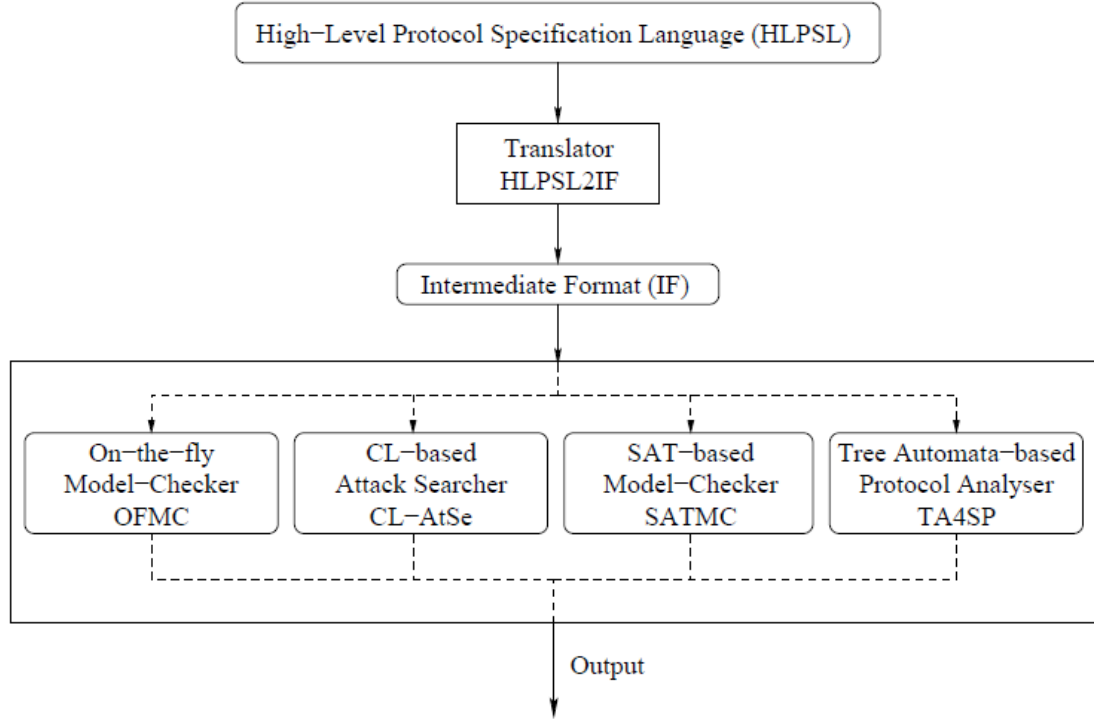 High−Level Protocol Specification Language (HLPSL)
Translator
HLPSL2IF
Intermediate Format (IF)
On−the−fly
Model−Checker
OFMC
CL−based
Attack Searcher
CL−AtSe
SAT−based
Model−Checker
SATMC
Tree Automata−based
Protocol Analyser
TA4SP
Output